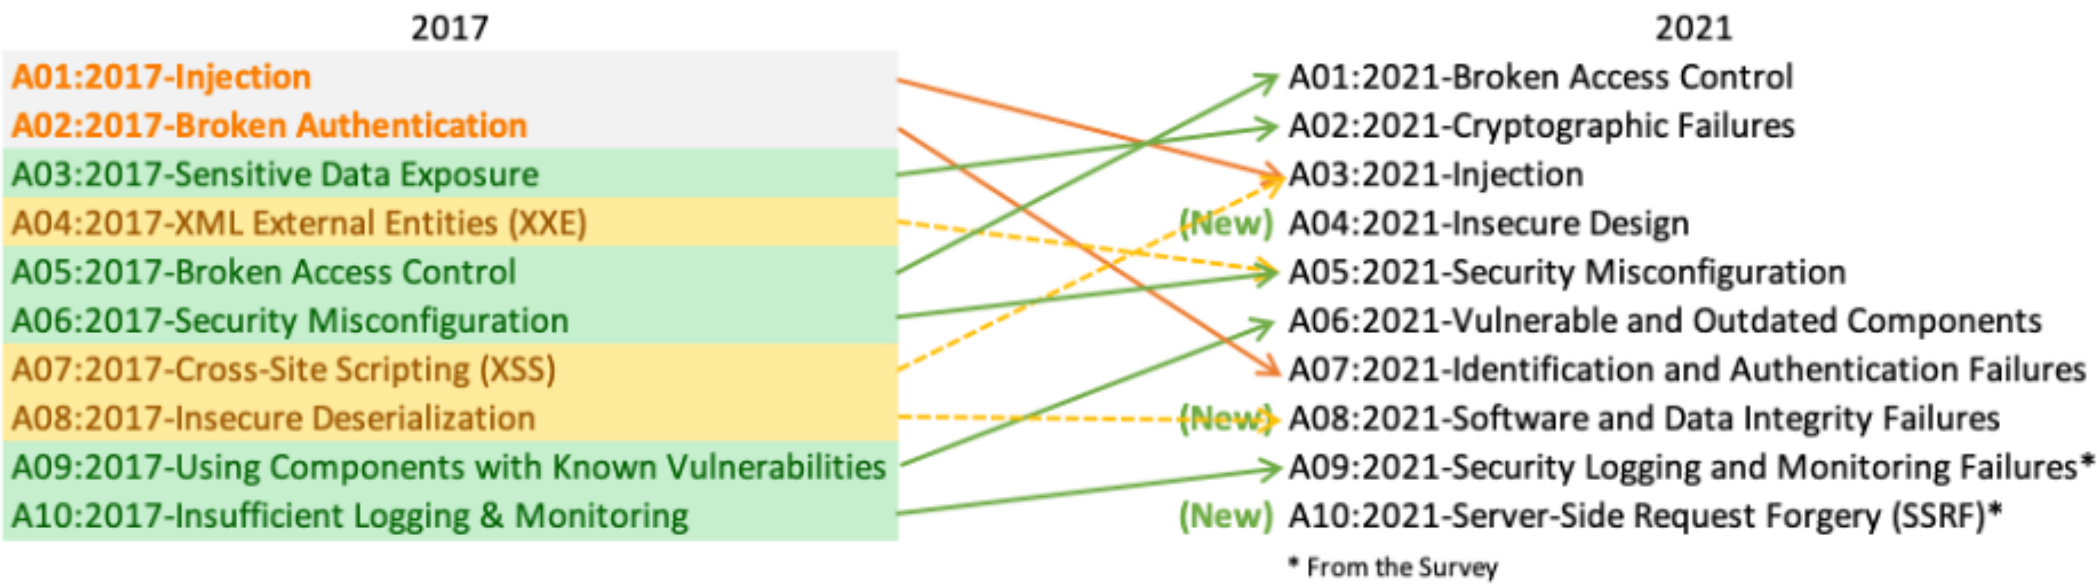 2017
A01:2017-Injection
A02:2017-Broken Authentication
A03:2017-Sensitive Data Exposure
A04:2017-XML External Entities (XXE)
A05:2017-Broken Access Control
A06:2017-Security Misconfiguration
A07:2017-Cross-Site Scripting (XSS)
A08:2017-Insecure Deserialization
A09:2017-Using Components with Known Vulnerabilities
A10:2017-Insufficient Logging & Monitoring
2021
A01:2021-Broken Access Control
A02:2021-Cryptographic Failures
A03:2021-Injection
(New) A04:2021-Insecure Design
A05:2021-Security Misconfiguration
A06:2021-Vulnerable and Outdated Components
A07:2021-Identification and Authentication Failures
(New) A08:2021-Software and Data Integrity Failures
A09:2021-Security Logging and Monitoring Failures*
(New) A10:2021-Server-Side Request Forgery (SSRF)*
* From the Survey